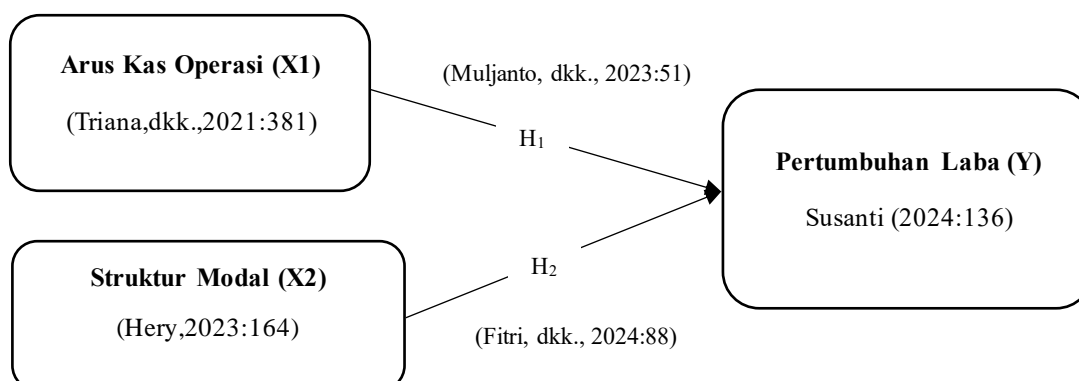 Arus Kas Operasi (X1)
(Triana,dkk.,2021:381)
(Muljanto, dkk., 2023:51)
H₁
Pertumbuhan Laba (Y)
Susanti (2024:136)
Struktur Modal (X2)
(Hery,2023:164)
H₂
(Fitri, dkk., 2024:88)